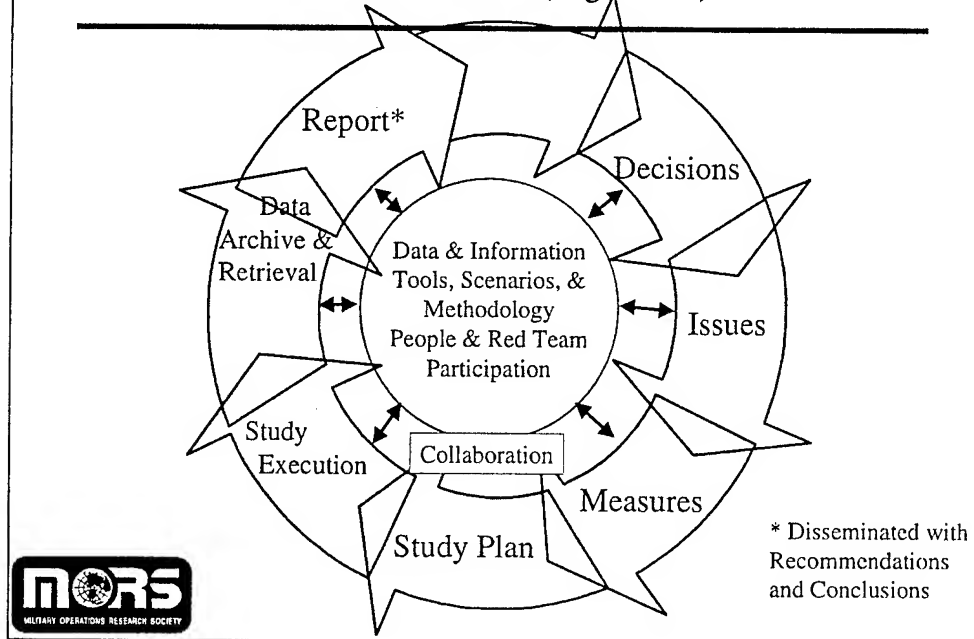 Report*
Decisions
Data
Archive &
Retrieval
Data & Information
Tools, Scenarios, &
Methodology
People & Red Team
Participation
Issues
Study
Execution
Collaboration
Measures
Study Plan
* Disseminated with
Recommendations
and Conclusions
MORS
MILITARY OPERATIONS RESEARCH SOCIETY